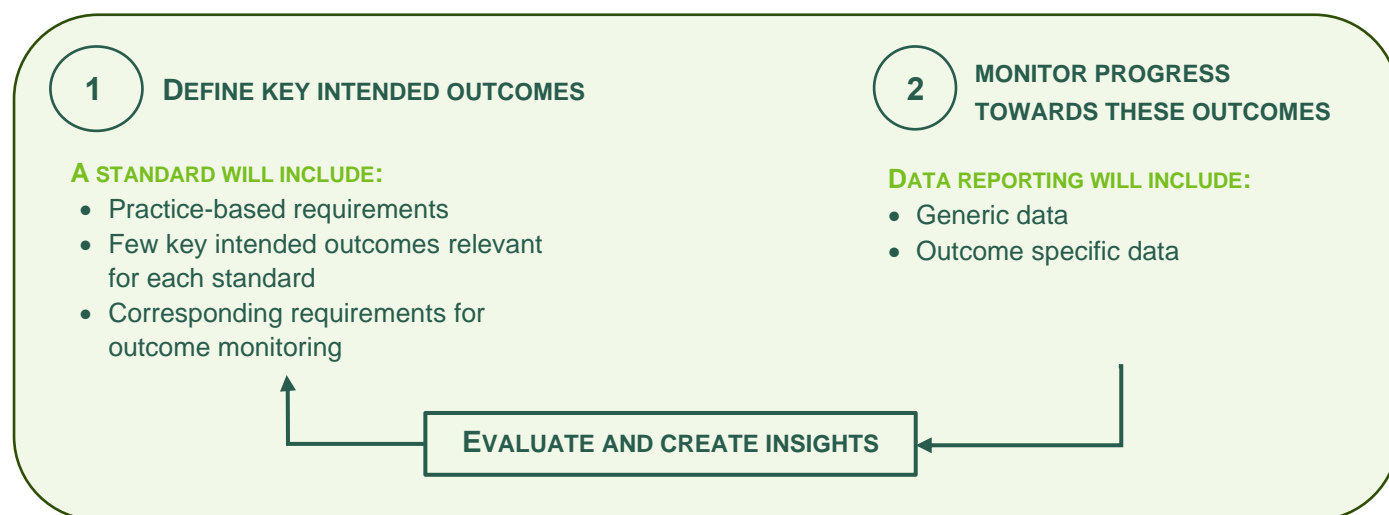 1
DEFINE KEY INTENDED OUTCOMES
A STANDARD WILL INCLUDE:
• Practice-based requirements
• Few key intended outcomes relevant
for each standard
• Corresponding requirements for
outcome monitoring
2
MONITOR PROGRESS
TOWARDS THESE OUTCOMES
DATA REPORTING WILL INCLUDE:
• Generic data
• Outcome specific data
EVALUATE AND CREATE INSIGHTS